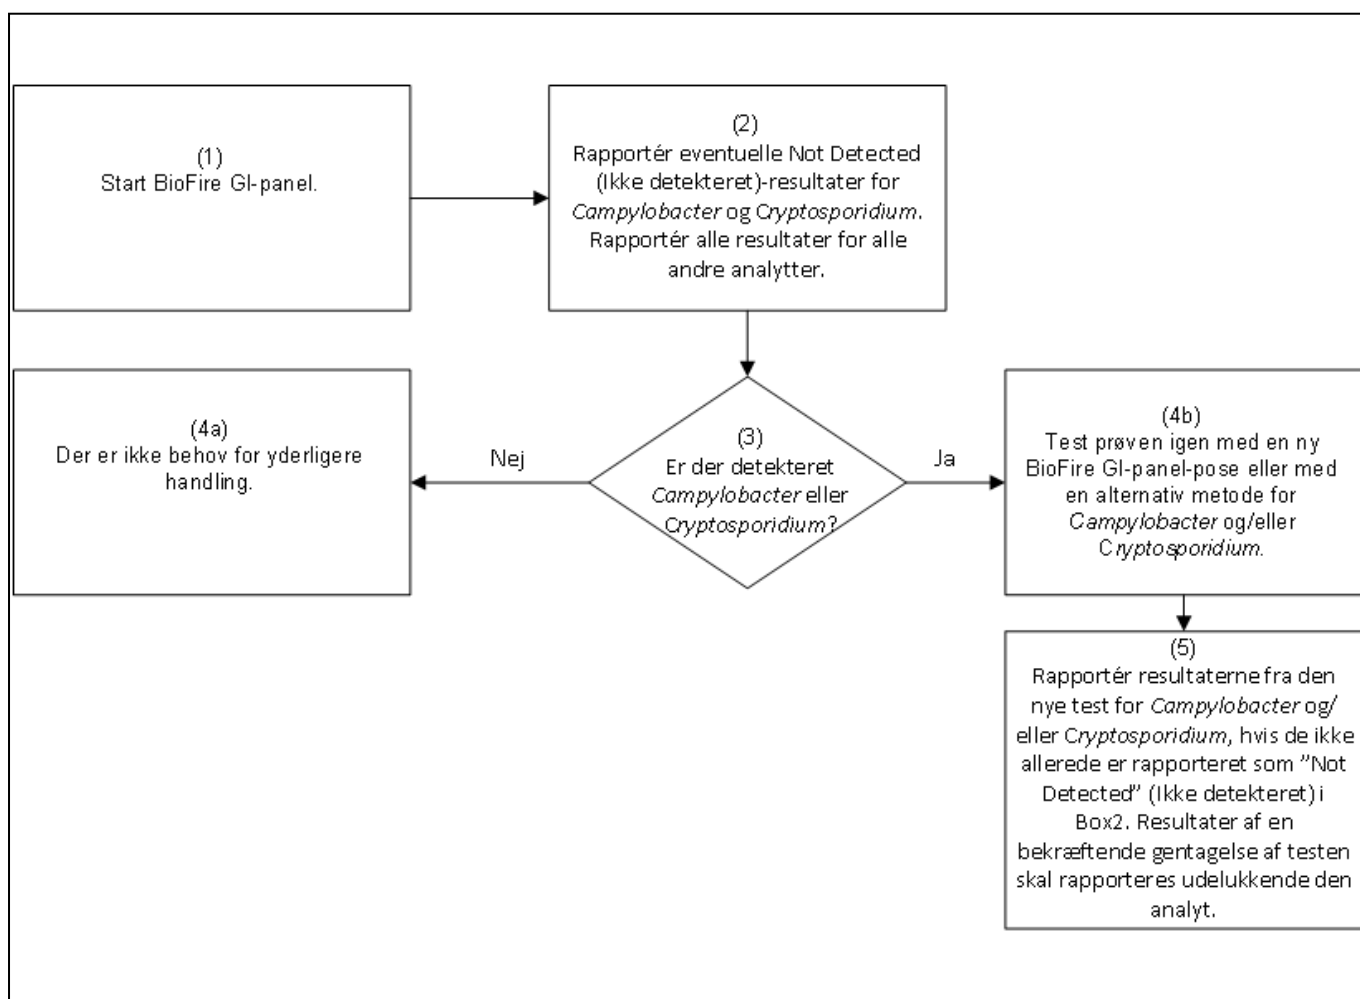 (1)
Start BioFire GI-panel.
(2)
Rapportér eventuelle Not Detected
(Ikke detekteret)-resultater for
Campylobacter og Cryptosporidium.
Rapportér alle resultater for alle
andre analytter.
(3)
Er der detekteret
Campylobacter eller
Cryptosporidium?
Nej
Ja
(4a)
Der er ikke behov for yderligere
handling.
(4b)
Test prøven igen med en ny
BioFire GI-panel-pose eller med
en alternativ metode for
Campylobacter og/eller
Cryptosporidium.
(5)
Rapportér resultaterne fra den
nye test for Campylobacter og/
eller Cryptosporidium, hvis de ikke
allerede er rapporteret som ”Not
Detected” (Ikke detekteret) i
Box2. Resultater af en
bekræftende gentagelse af testen
skal rapporteres udelukkende den
analyt.